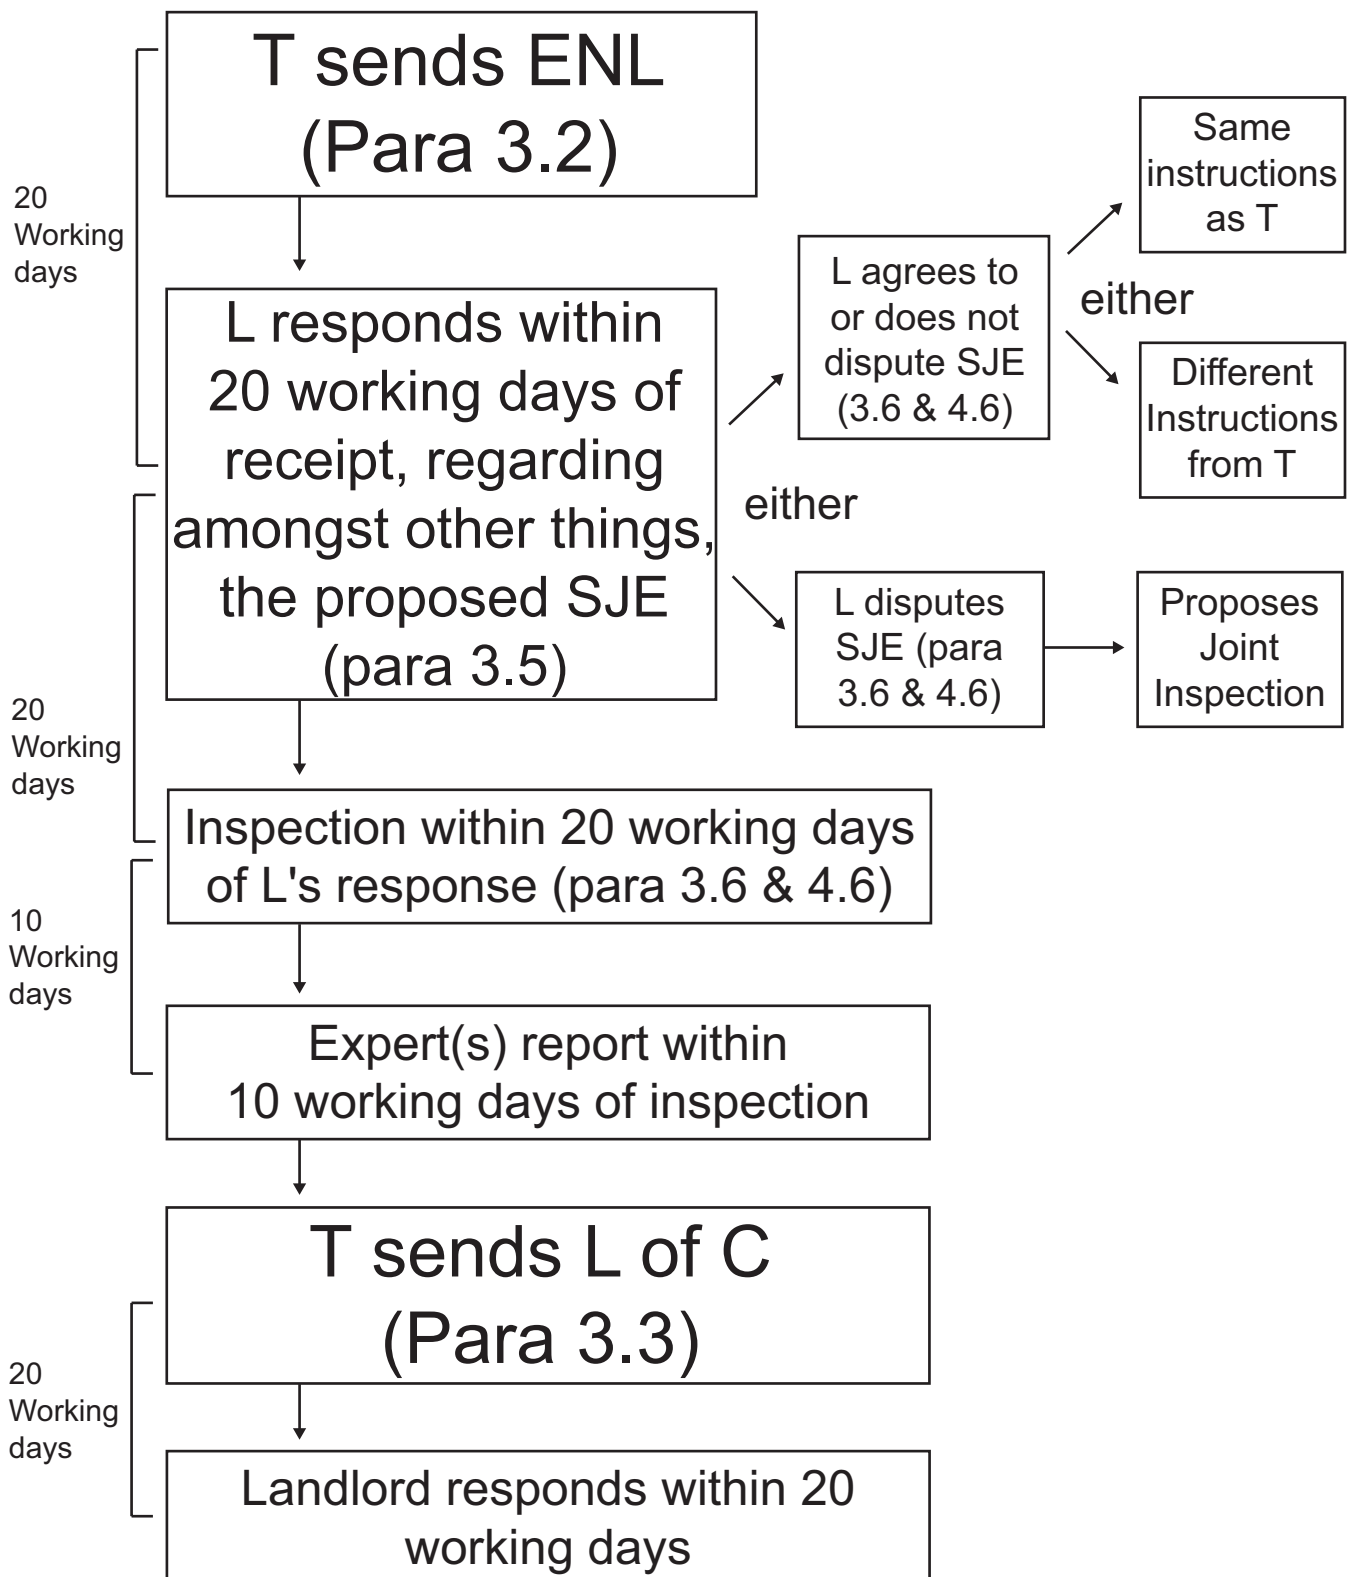 T sends ENL
(Para 3.2)
20
Working
days
L responds within
20 working days of
receipt, regarding
amongst other things,
the proposed SJE
(para 3.5)
either
L agrees to
or does not
dispute SJE
(3.6 & 4.6)
either
Same
instructions
as T
Different
Instructions
from T
L disputes
SJE (para
3.6 & 4.6)
Proposes
Joint
Inspection
20
Working
days
Inspection within 20 working days
of L's response (para 3.6 & 4.6)
10
Working
days
Expert(s) report within
10 working days of inspection
T sends L of C
(Para 3.3)
20
Working
days
Landlord responds within 20
working days